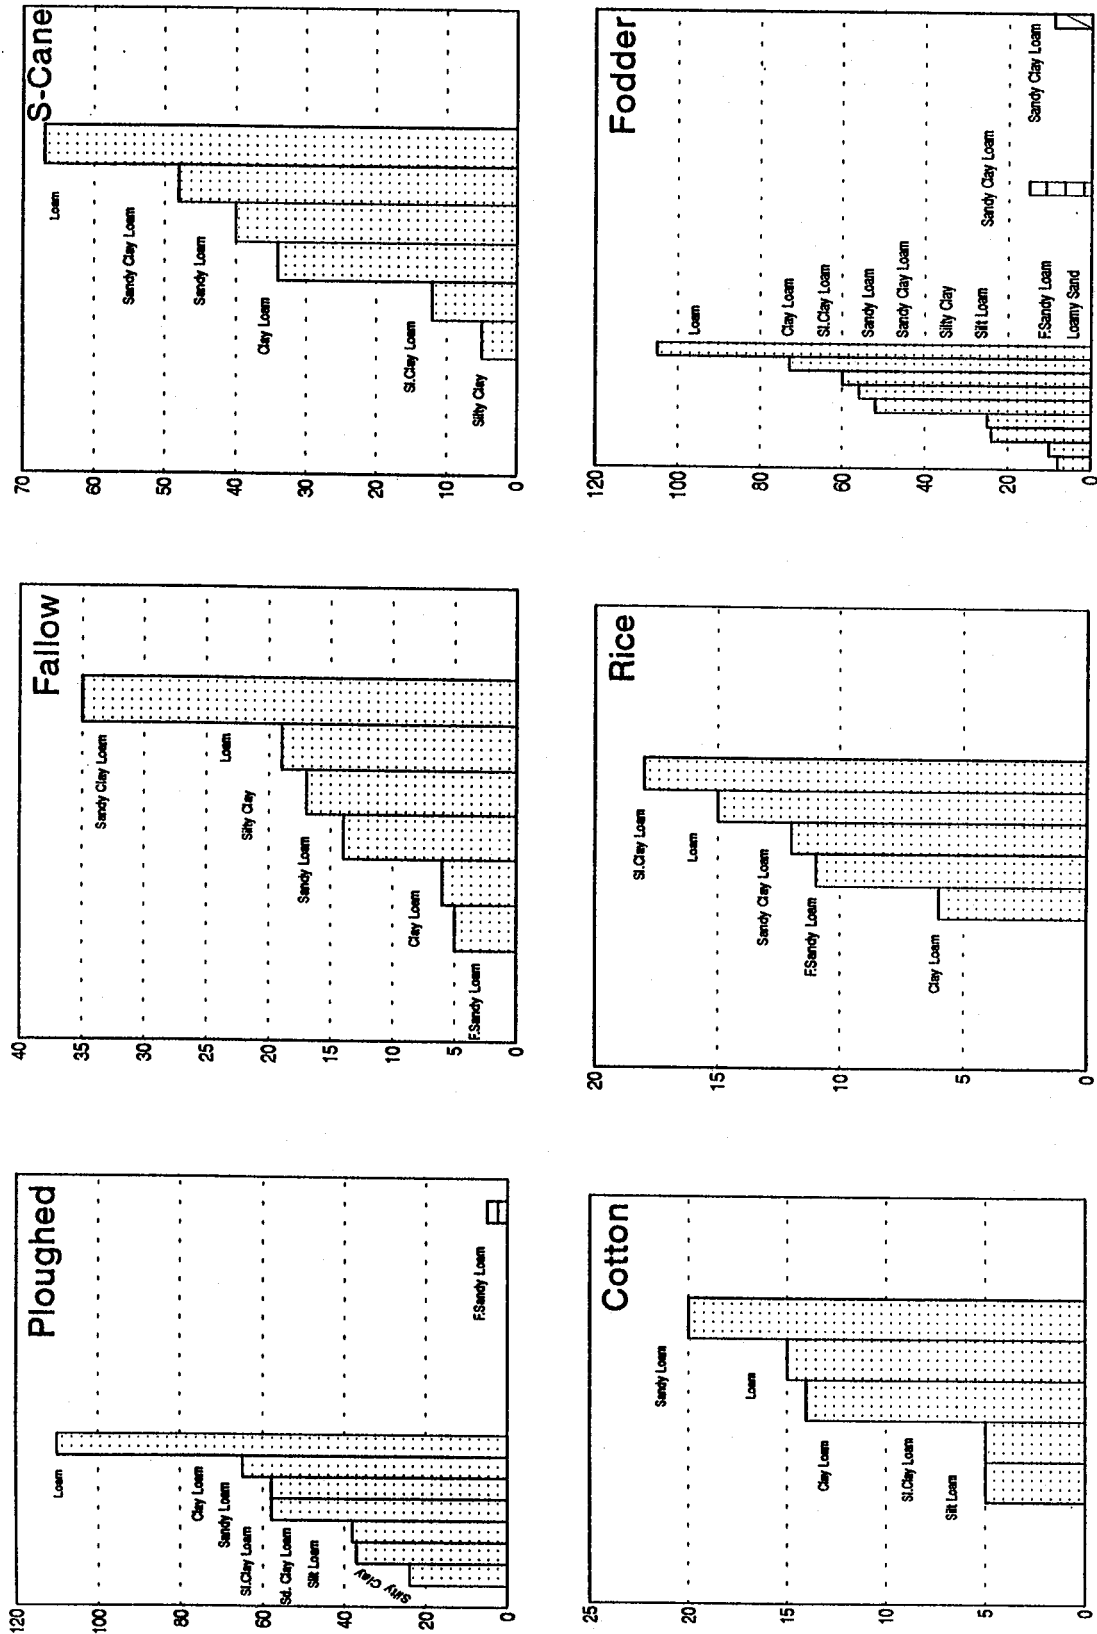 Ploughed
120
100
80
60
40
20
0
Loam
Clay Loam
Sandy Loam
Sl.Clay Loam
Sd. Clay Loam
Silt Loam
Silty Clay
F.Sandy Loam
Fallow
40
35
30
25
20
15
10
5
0
Sandy Clay Loam
Loam
Silty Clay
Sandy Loam
Clay Loam
F.Sandy Loam
S-Cane
70
60
50
40
30
20
10
0
Loam
Sandy Clay Loam
Sandy Loam
Clay Loam
Sl.Clay Loam
Silty Clay
Cotton
25
20
15
10
5
0
Sandy Loam
Loam
Clay Loam
Sl.Clay Loam
Silt Loam
Rice
20
15
10
5
0
Sl.Clay Loam
Loam
Sandy Clay Loam
F.Sandy Loam
Clay Loam
Fodder
120
100
80
60
40
20
0
Loam
Clay Loam
Sl.Clay Loam
Sandy Loam
Sandy Clay Loam
Silty Clay
Silt Loam
F.Sandy Loam
Loamy Sand
Sandy Clay Loam
Sandy Clay Loam